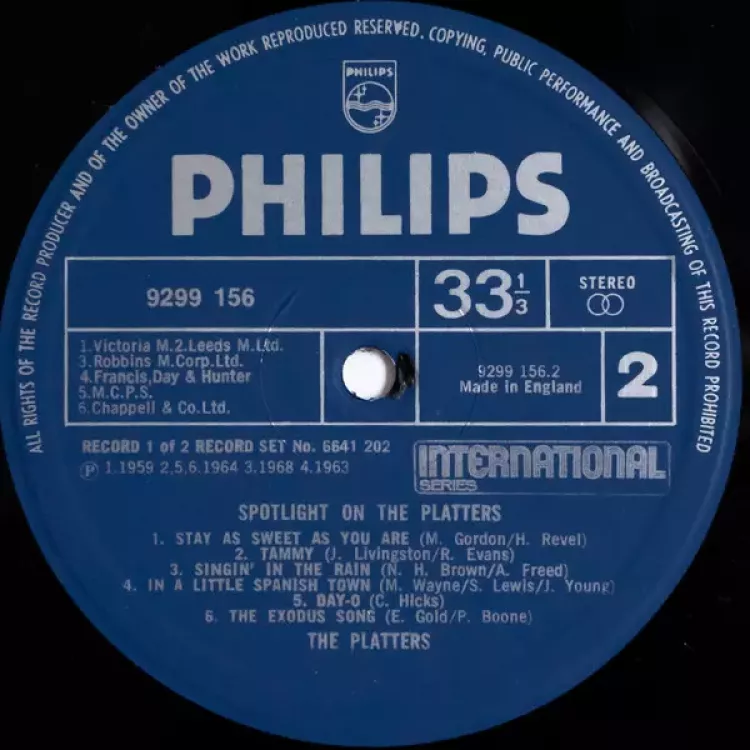 ALL RIGHTS OF THE RECORD PRODUCER AND OF THE OWNER OF THE WORK REPRODUCED RESERVED. COPYING, PUBLIC PERFORMANCE AND BROADCASTING OF THIS RECORD PROHIBITED
PHILIPS
PHILIPS
9299 156
33 1/3
STEREO
1.Victoria M.2.Leeds M.Ltd.
3.Robbins M.Corp.Ltd.
4.Francis,Day & Hunter
5.M.C.P.S.
6.Chappell & Co.Ltd.
9299 156.2
Made in England
2
RECORD 1 of 2 RECORD SET No. 6641 202
Ⓟ 1.1959 2,5,6.1964 3.1968 4.1963
INTERNATIONAL
SERIES
SPOTLIGHT ON THE PLATTERS
1. STAY AS SWEET AS YOU ARE (M. Gordon/H. Revel)
2. TAMMY (J. Livingston/R. Evans)
3. SINGIN' IN THE RAIN (N. H. Brown/A. Freed)
4. IN A LITTLE SPANISH TOWN (M. Wayne/S. Lewis/J. Young)
5. DAY-O (C. Hicks)
6. THE EXODUS SONG (E. Gold/P. Boone)
THE PLATTERS